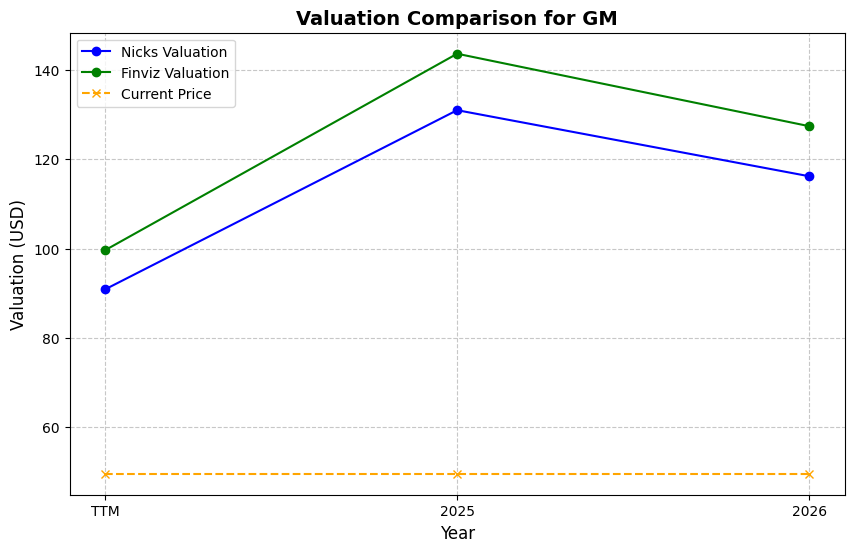 Valuation Comparison for GM
Nicks Valuation
Finviz Valuation
Current Price
Valuation (USD)
140
120
100
80
60
TTM
2025
2026
Year